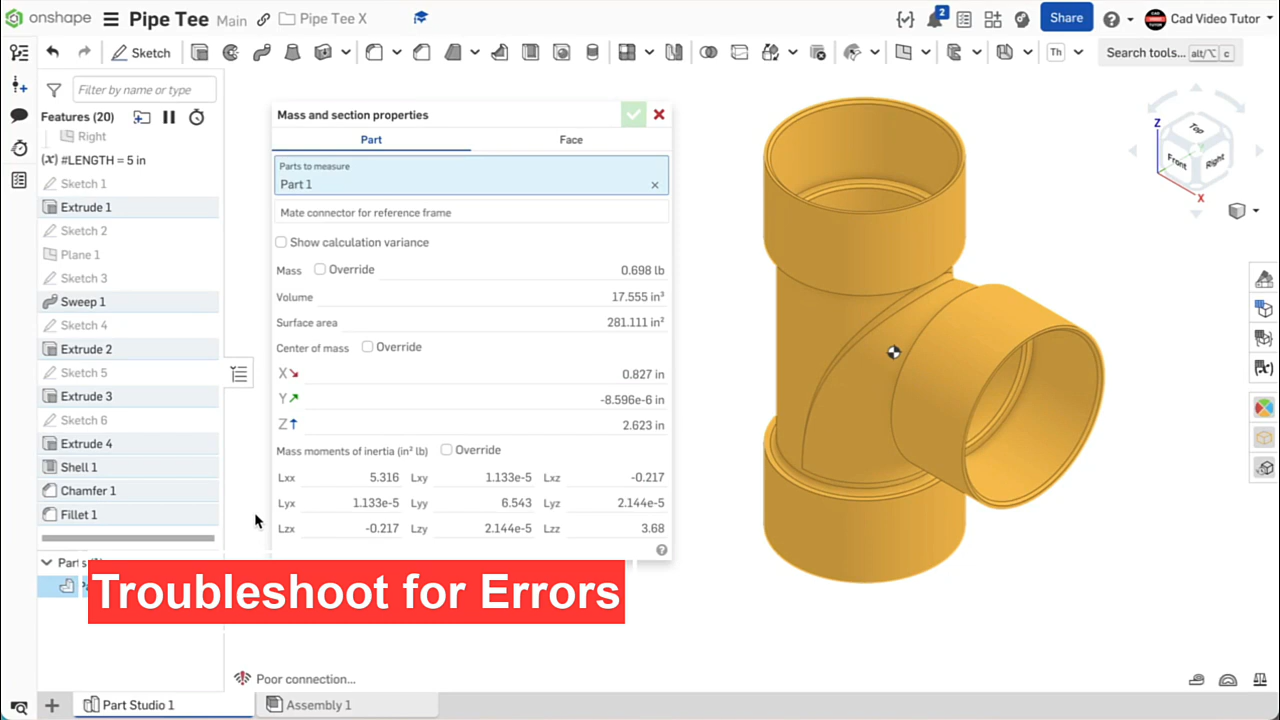 onshape Pipe Tee Main Pipe Tee X 2 Share Cad Video Tutor
Sketch Th Search tools... alt/⌥ c
Filter by name or type
Features (20)
Right
(x) #LENGTH = 5 in
Sketch 1
Extrude 1
Sketch 2
Plane 1
Sketch 3
Sweep 1
Sketch 4
Extrude 2
Sketch 5
Extrude 3
Sketch 6
Extrude 4
Shell 1
Chamfer 1
Fillet 1
Mass and section properties
Part Face
Parts to measure
Part 1
Mate connector for reference frame
Show calculation variance
Mass Override 0.698 lb
Volume 17.555 in³
Surface area 281.111 in²
Center of mass Override
X 0.827 in
Y -8.596e-6 in
Z 2.623 in
Mass moments of inertia (in² lb) Override
Lxx 5.316 Lxy 1.133e-5 Lxz -0.217
Lyx 1.133e-5 Lyy 6.543 Lyz 2.144e-5
Lzx -0.217 Lzy 2.144e-5 Lzz 3.68
Z
Top
Front
Right
X
Troubleshoot for Errors
Poor connection...
Part Studio 1 Assembly 1